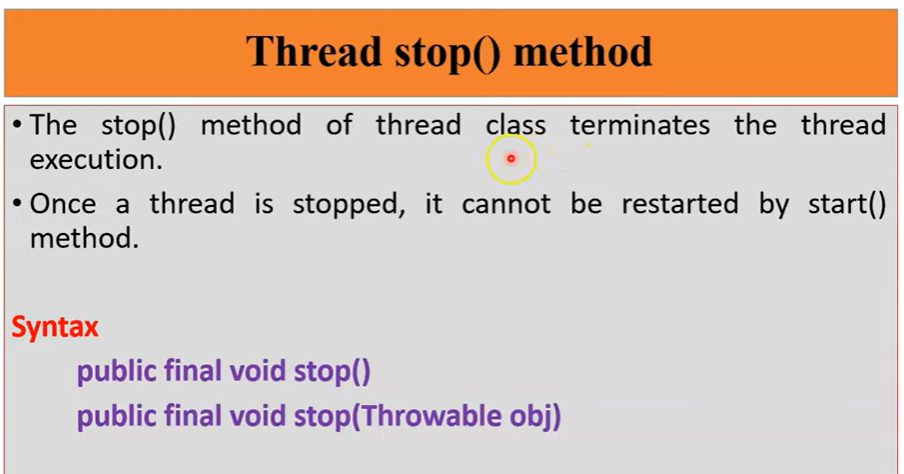 Thread stop() method
• The stop() method of thread class terminates the thread
execution.
• Once a thread is stopped, it cannot be restarted by start()
method.
Syntax
public final void stop()
public final void stop(Throwable obj)